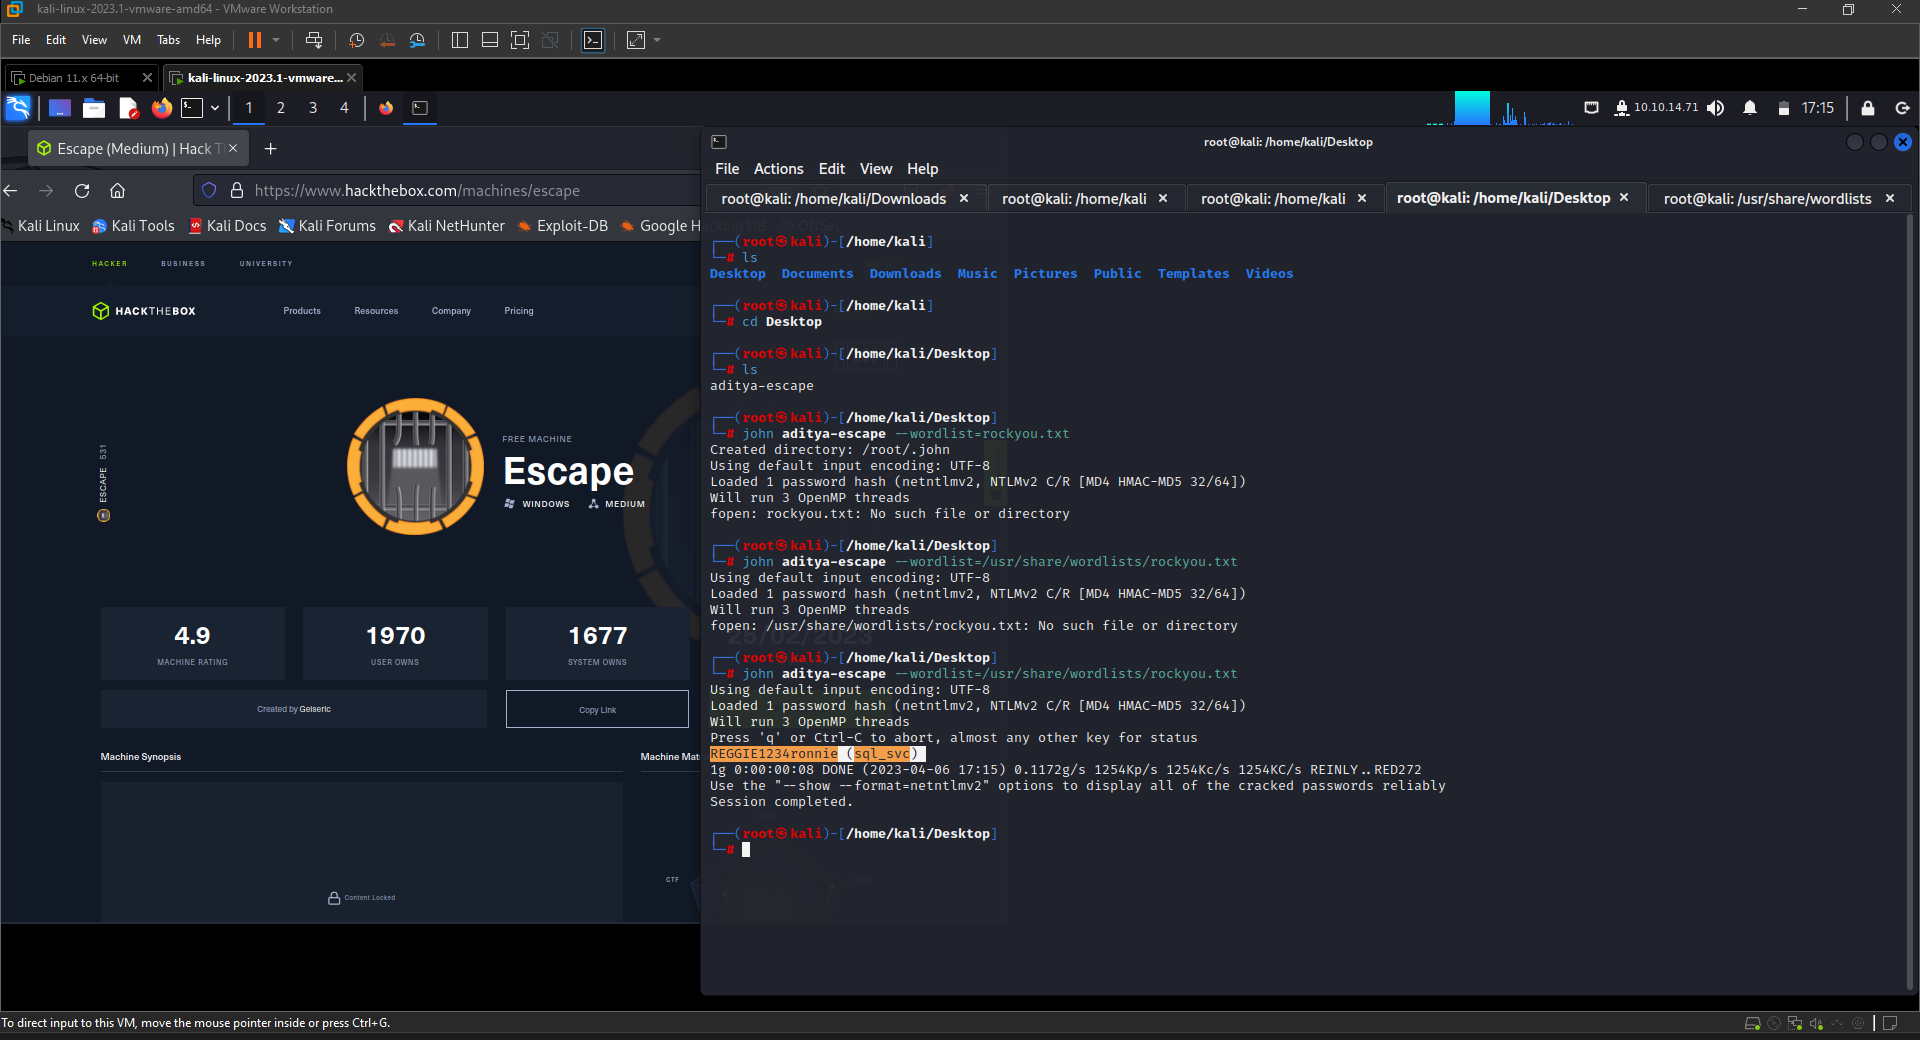 kali-linux-2023.1-vmware-amd64 - VMware Workstation
File Edit View VM Tabs Help
Debian 11.x 64-bit kali-linux-2023.1-vmware...
1 2 3 4 10.10.14.71 17:15
Escape (Medium) | Hack T
https://www.hackthebox.com/machines/escape
Kali Linux Kali Tools Kali Docs Kali Forums Kali NetHunter Exploit-DB Google H
HACKER BUSINESS UNIVERSITY
HACKTHEBOX Products Resources Company Pricing
ESCAPE 531
FREE MACHINE
Escape
WINDOWS MEDIUM
4.9 1970 1677
MACHINE RATING USER OWNS SYSTEM OWNS
Created by Geiseric Copy Link
Machine Synopsis Machine Mat
Content Locked
CTF
root@kali: /home/kali/Desktop
File Actions Edit View Help
root@kali: /home/kali/Downloads root@kali: /home/kali root@kali: /home/kali root@kali: /home/kali/Desktop root@kali: /usr/share/wordlists
┌──(root㉿kali)-[/home/kali]
└─# ls
Desktop Documents Downloads Music Pictures Public Templates Videos
┌──(root㉿kali)-[/home/kali]
└─# cd Desktop
┌──(root㉿kali)-[/home/kali/Desktop]
└─# ls
aditya-escape
┌──(root㉿kali)-[/home/kali/Desktop]
└─# john aditya-escape --wordlist=rockyou.txt
Created directory: /root/.john
Using default input encoding: UTF-8
Loaded 1 password hash (netntlmv2, NTLMv2 C/R [MD4 HMAC-MD5 32/64])
Will run 3 OpenMP threads
fopen: rockyou.txt: No such file or directory
┌──(root㉿kali)-[/home/kali/Desktop]
└─# john aditya-escape --wordlist=/usr/share/wordlists/rockyou.txt
Using default input encoding: UTF-8
Loaded 1 password hash (netntlmv2, NTLMv2 C/R [MD4 HMAC-MD5 32/64])
Will run 3 OpenMP threads
fopen: /usr/share/wordlists/rockyou.txt: No such file or directory
25/02/2023
┌──(root㉿kali)-[/home/kali/Desktop]
└─# john aditya-escape --wordlist=/usr/share/wordlists/rockyou.txt
Using default input encoding: UTF-8
Loaded 1 password hash (netntlmv2, NTLMv2 C/R [MD4 HMAC-MD5 32/64])
Will run 3 OpenMP threads
Press 'q' or Ctrl-C to abort, almost any other key for status
REGGIE1234ronnie (sql_svc)
1g 0:00:00:08 DONE (2023-04-06 17:15) 0.1172g/s 1254Kp/s 1254Kc/s 1254KC/s REINLY..RED272
Use the "--show --format=netntlmv2" options to display all of the cracked passwords reliably
Session completed.
┌──(root㉿kali)-[/home/kali/Desktop]
└─#
To direct input to this VM, move the mouse pointer inside or press Ctrl+G.